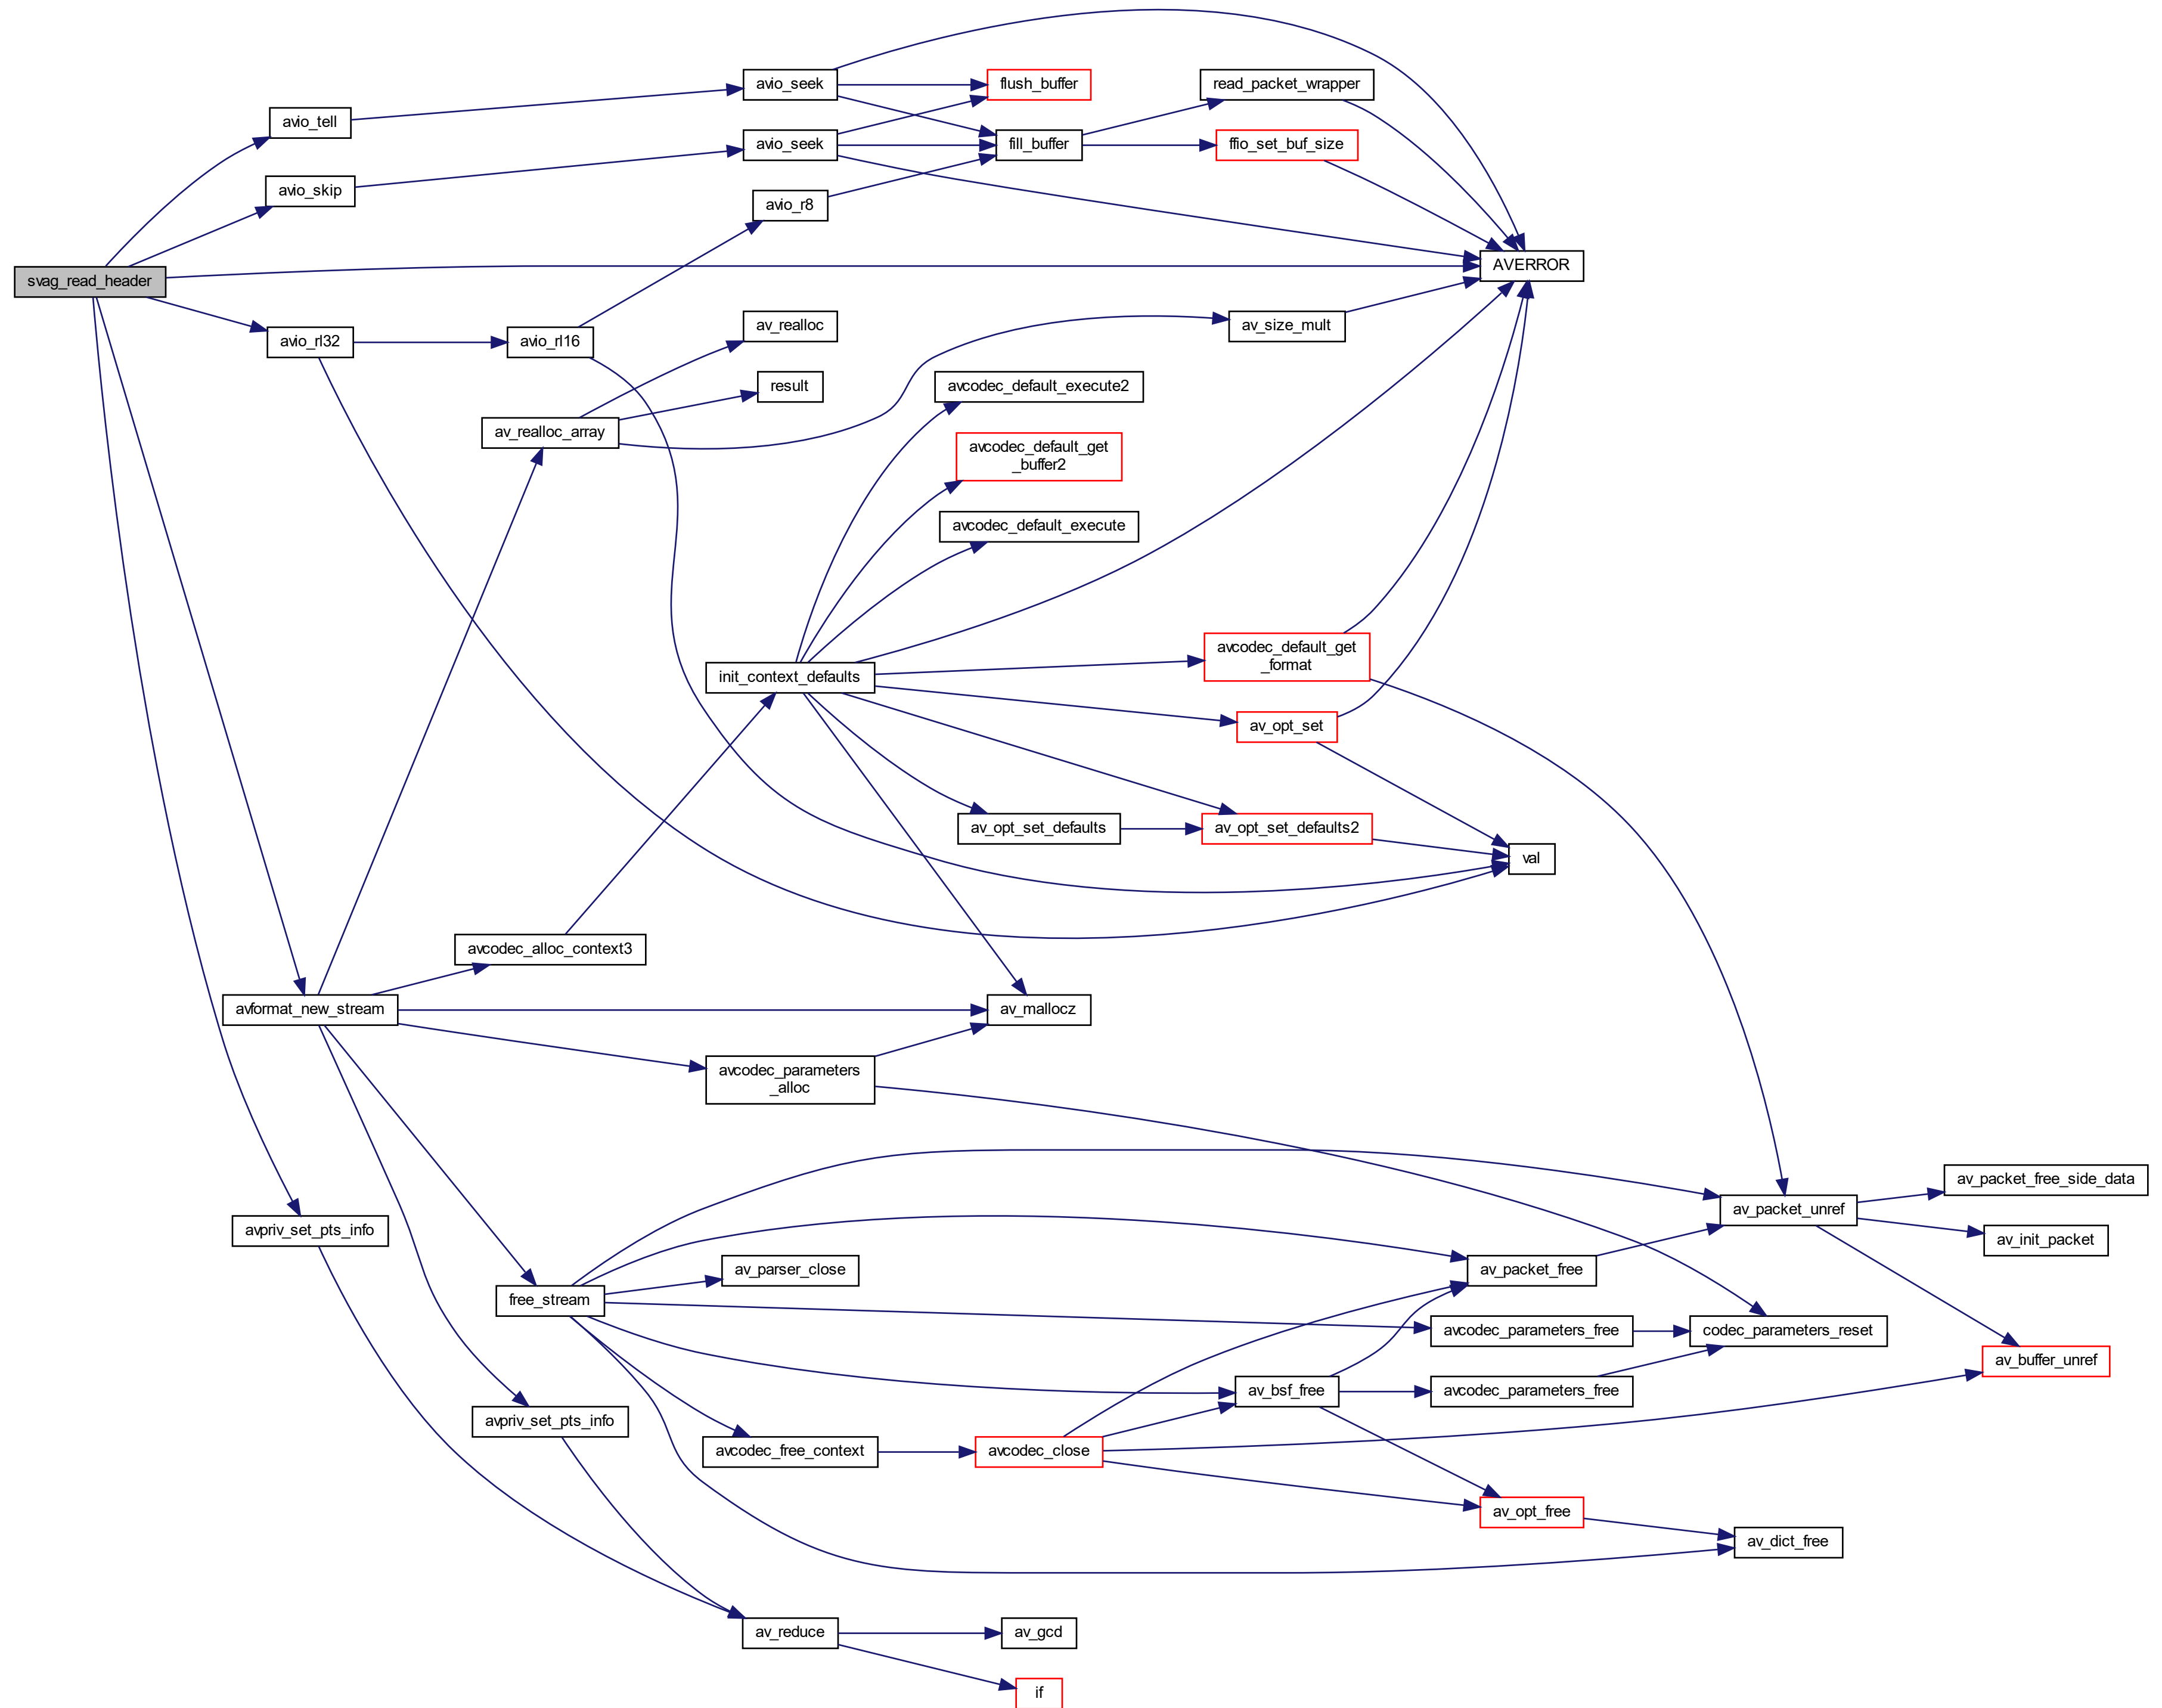 avio_seek
flush_buffer
read_packet_wrapper
avio_tell
avio_seek
fill_buffer
ffio_set_buf_size
avio_skip
avio_r8
AVERROR
svag_read_header
avio_rl32
avio_rl16
av_realloc
av_size_mult
result
avcodec_default_execute2
av_realloc_array
avcodec_default_get
_buffer2
avcodec_default_execute
init_context_defaults
avcodec_default_get
_format
av_opt_set
av_opt_set_defaults
av_opt_set_defaults2
val
avcodec_alloc_context3
avformat_new_stream
av_mallocz
avcodec_parameters
_alloc
av_packet_free_side_data
av_packet_unref
avpriv_set_pts_info
av_init_packet
av_parser_close
av_packet_free
free_stream
avcodec_parameters_free
codec_parameters_reset
av_buffer_unref
av_bsf_free
avcodec_parameters_free
avpriv_set_pts_info
avcodec_free_context
avcodec_close
av_opt_free
av_dict_free
av_reduce
av_gcd
if